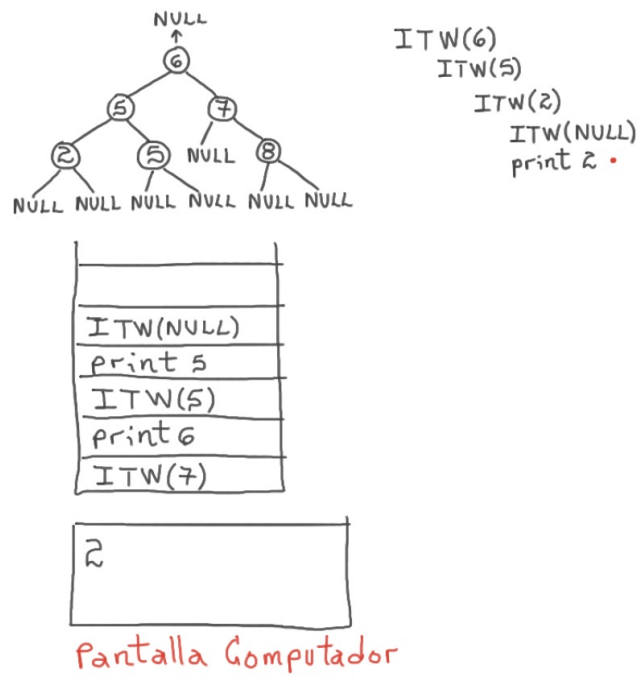 NULL
6
5 7
2 5 NULL 8
NULL NULL NULL NULL NULL NULL
ITW(6)
ITW(5)
ITW(2)
ITW(NULL)
print 2
ITW(NULL)
print 5
ITW(5)
print 6
ITW(7)
2
Pantalla Computador